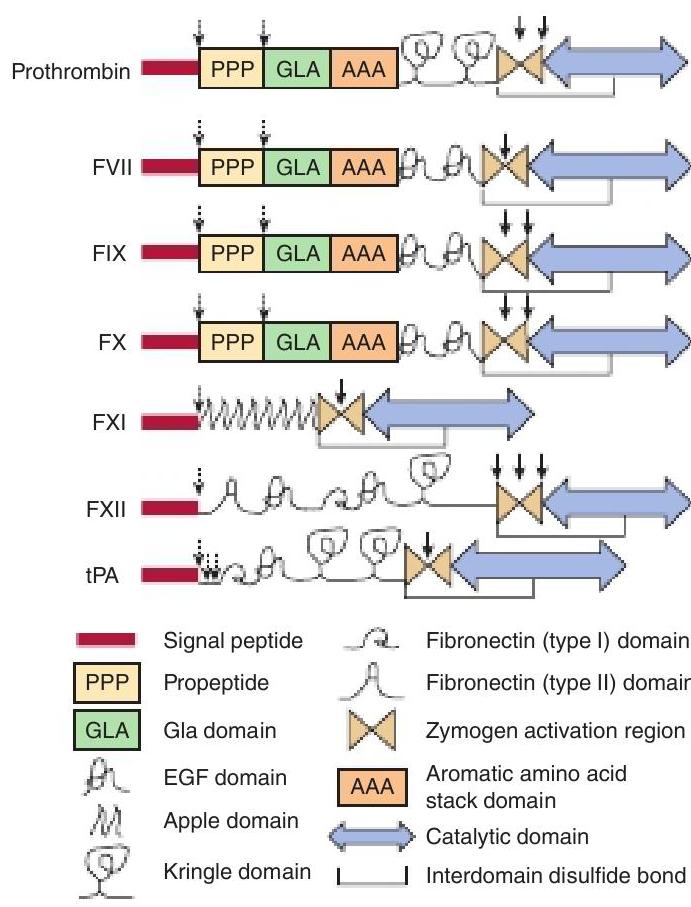 Prothrombin PPP GLA AAA
FVII PPP GLA AAA
FIX PPP GLA AAA
FX PPP GLA AAA
FXI
FXII
tPA
Signal peptide
PPP Propeptide
GLA Gla domain
EGF domain
Apple domain
Kringle domain
Fibronectin (type I) domain
Fibronectin (type II) domain
Zymogen activation region
AAA Aromatic amino acid
stack domain
Catalytic domain
Interdomain disulfide bond